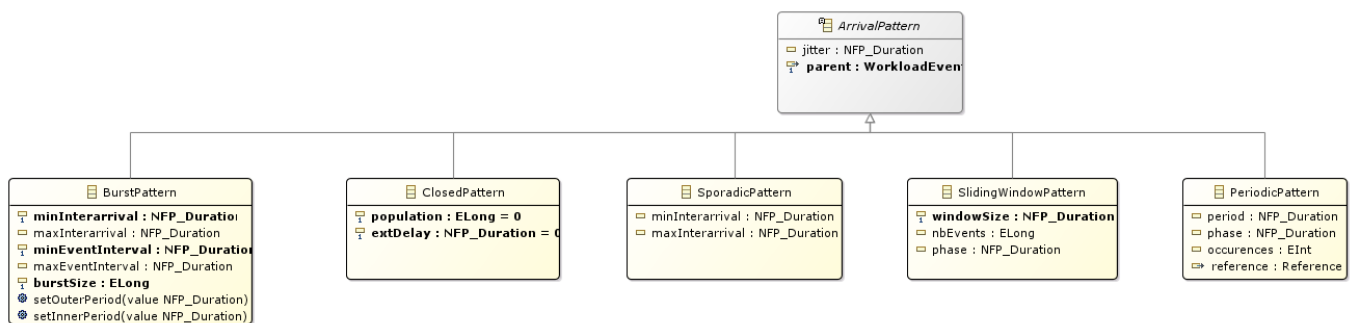 ArrivalPattern
jitter : NFP_Duration
parent : WorkloadEven
BurstPattern
minInterarrival : NFP_Duration
maxInterarrival : NFP_Duration
minEventInterval : NFP_Duration
maxEventInterval : NFP_Duration
burstSize : ELong
setOuterPeriod(value NFP_Duration)
setInnerPeriod(value NFP_Duration)
ClosedPattern
population : ELong = 0
extDelay : NFP_Duration = 0
SporadicPattern
minInterarrival : NFP_Duration
maxInterarrival : NFP_Duration
SlidingWindowPattern
windowSize : NFP_Duration
nbEvents : ELong
phase : NFP_Duration
PeriodicPattern
period : NFP_Duration
phase : NFP_Duration
occurences : EInt
reference : Reference